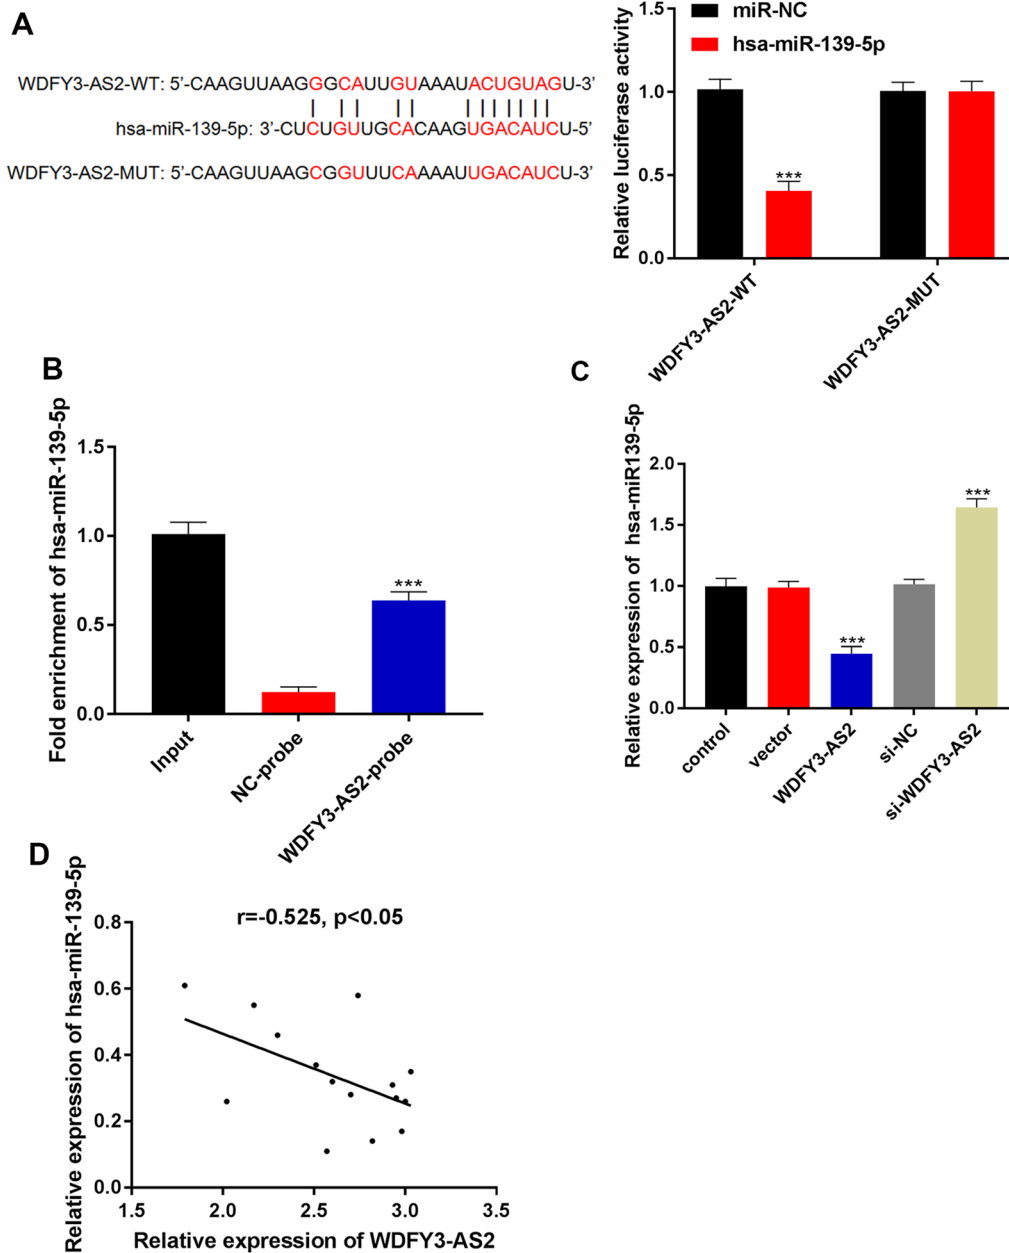 A
WDFY3-AS2-WT: 5’-CAAGUUAAGGGCAUUGUAAAUACUGUAGU-3’
hsa-miR-139-5p: 3’-CUCUGUUGCACAAGUGACAUCU-5’
WDFY3-AS2-MUT: 5’-CAAGUUAAGCGGUUUCAAAAUUGACAUCU-3’
miR-NC
hsa-miR-139-5p
Relative luciferase activity
1.5
1.0
0.5
0.0
***
WDFY3-AS2-WT
WDFY3-AS2-MUT
B
Fold enrichment of hsa-miR-139-5p
1.5
1.0
0.5
0.0
***
Input
NC-probe
WDFY3-AS2-probe
C
Relative expression of hsa-miR139-5p
2.0
1.5
1.0
0.5
0.0
***
***
control
vector
WDFY3-AS2
si-NC
si-WDFY3-AS2
D
Relative expression of hsa-miR-139-5p
r=-0.525, p<0.05
0.8
0.6
0.4
0.2
0.0
1.5 2.0 2.5 3.0 3.5
Relative expression of WDFY3-AS2